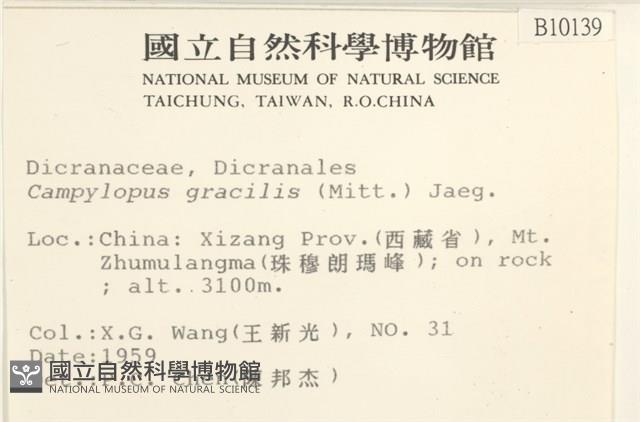 B10139
國立自然科學博物館
NATIONAL MUSEUM OF NATURAL SCIENCE
TAICHUNG, TAIWAN, R.O.CHINA
Dicranaceae, Dicranales
Campylopus gracilis (Mitt.) Jaeg.
Loc.:China: Xizang Prov.(西藏省), Mt.
Zhumulangma(珠穆朗瑪峰); on rock
; alt. 3100m.
Col.:X.G. Wang(王新光), NO. 31
Date:1959
國立自然科學博物館
邦杰)
NATIONAL MUSEUM OF NATURAL SCIENCE